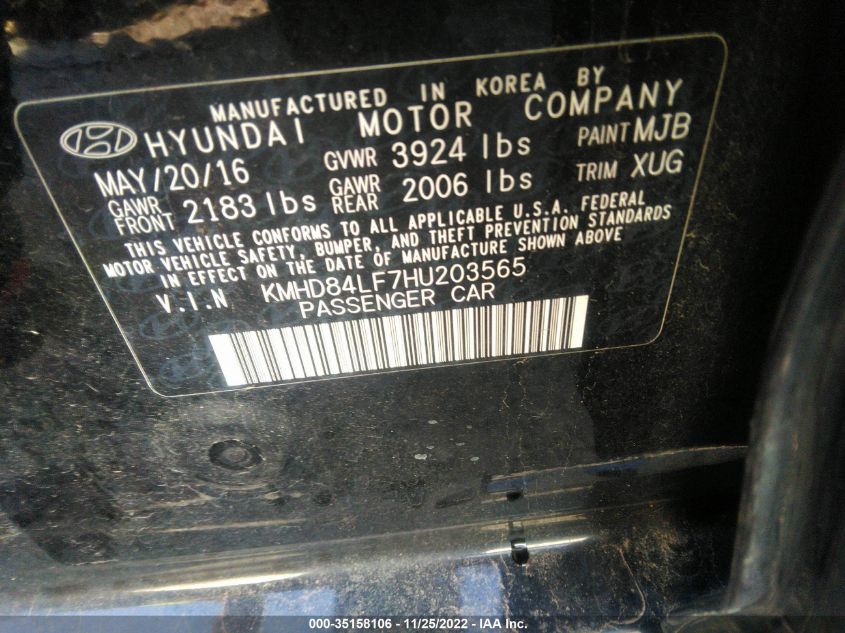 MANUFACTURED IN KOREA BY
HYUNDAI MOTOR COMPANY
MAY/20/16 GVWR 3924 lbs PAINT MJB
GAWR FRONT 2183 lbs GAWR REAR 2006 lbs TRIM XUG
THIS VEHICLE CONFORMS TO ALL APPLICABLE U.S.A. FEDERAL
MOTOR VEHICLE SAFETY, BUMPER, AND THEFT PREVENTION STANDARDS
IN EFFECT ON THE DATE OF MANUFACTURE SHOWN ABOVE
V.I.N KMHD84LF7HU203565
PASSENGER CAR
000-35158106 - 11/25/2022 - IAA Inc.